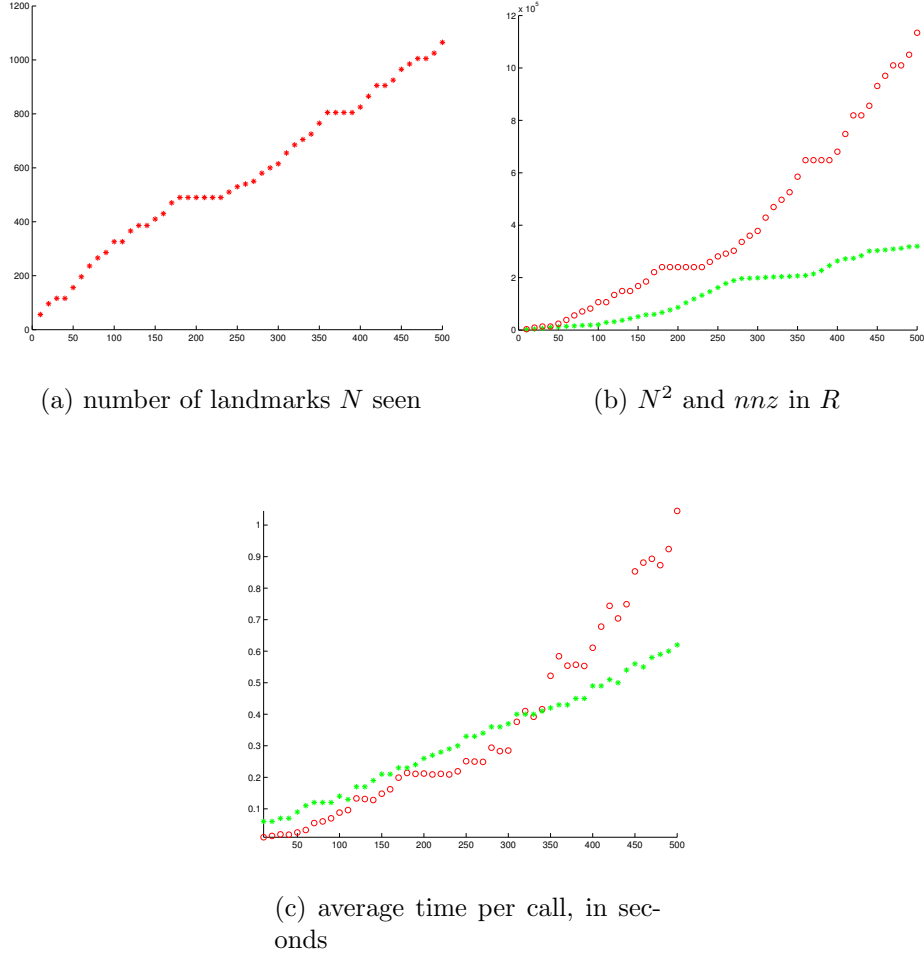 1200
1000
800
600
400
200
0
0 50 100 150 200 250 300 350 400 450 500
(a) number of landmarks N seen
12 x 10^5
10
8
6
4
2
0
0 50 100 150 200 250 300 350 400 450 500
(b) N^2 and nnz in R
1
0.9
0.8
0.7
0.6
0.5
0.4
0.3
0.2
0.1
50 100 150 200 250 300 350 400 450 500
(c) average time per call, in sec-
onds